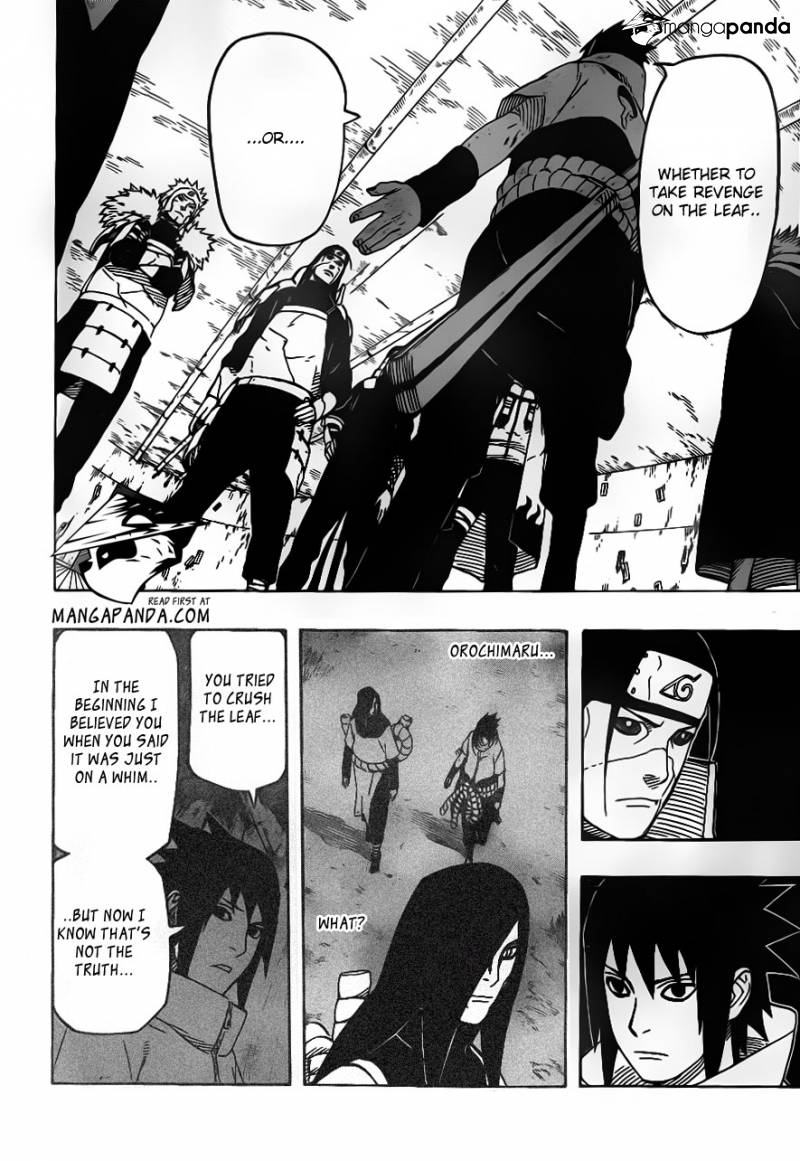 mangapanda
WHETHER TO
TAKE REVENGE
ON THE LEAF..
...OR....
READ FIRST AT
MANGAPANDA.COM
OROCHIMARU...
WHAT?
YOU TRIED
TO CRUSH
THE LEAF...
IN THE
BEGINNING I
BELIEVED YOU
WHEN YOU SAID
IT WAS JUST
ON A WHIM..
..BUT NOW I
KNOW THAT'S
NOT THE
TRUTH...